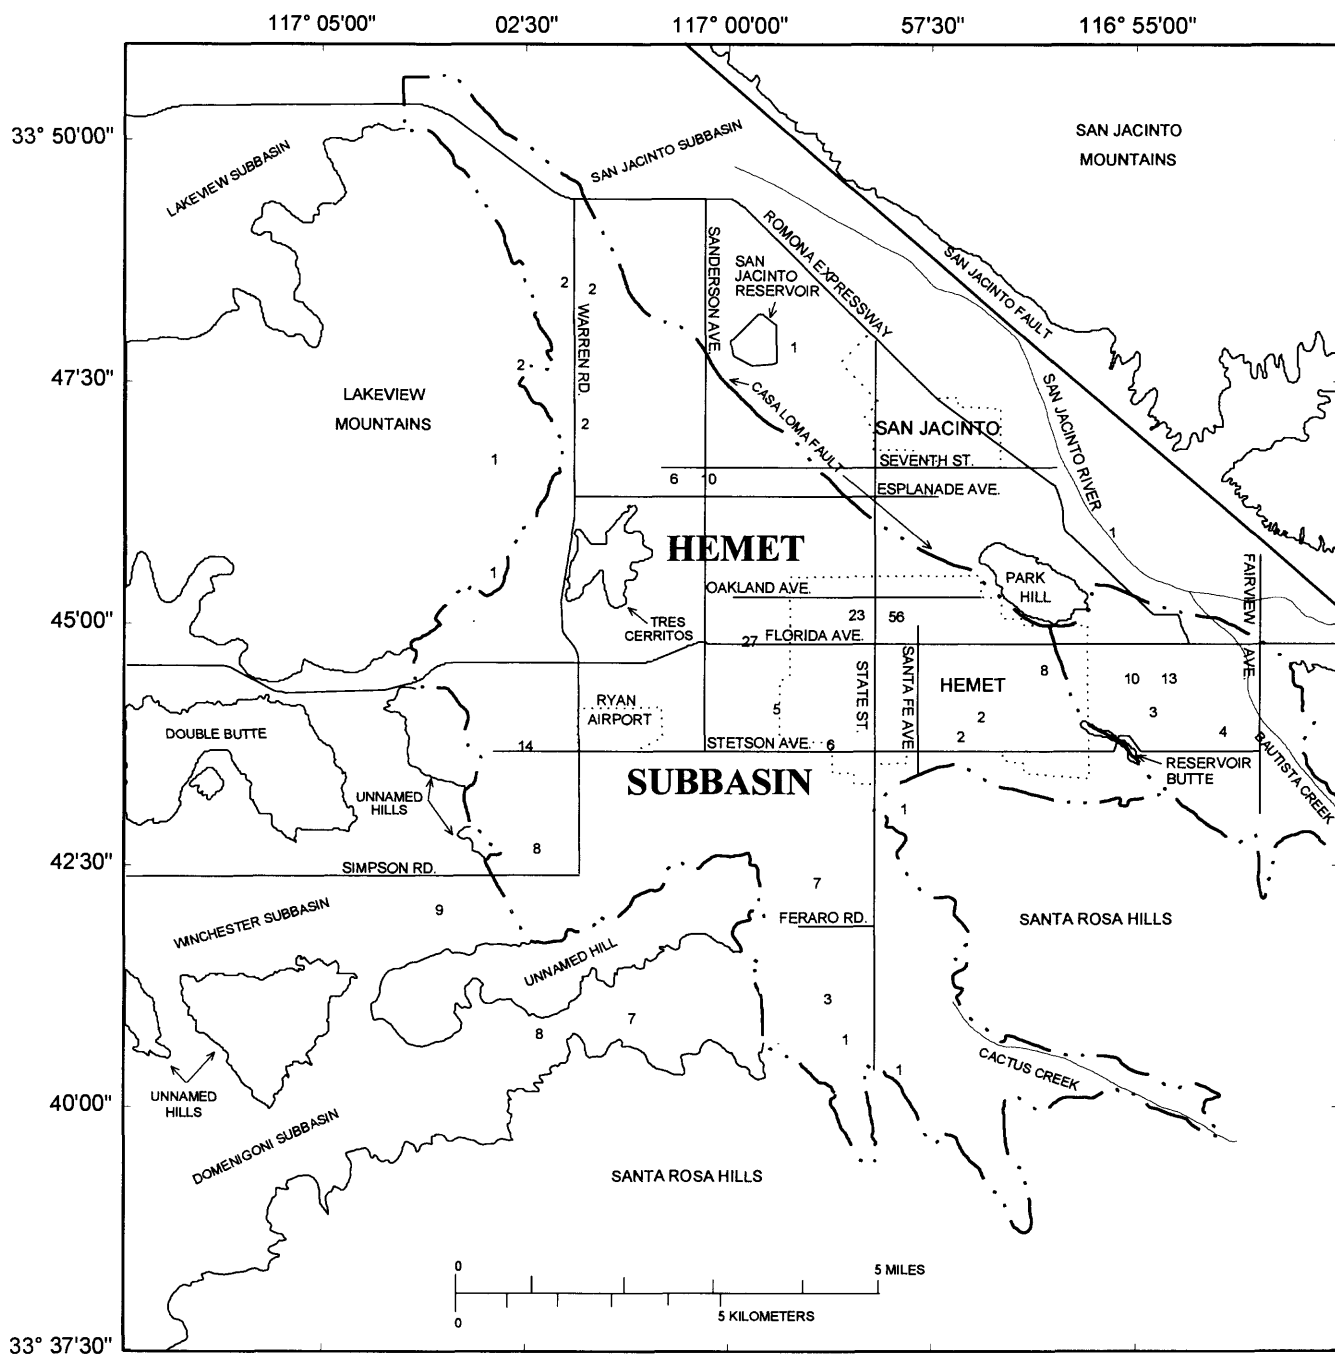 117° 05'00"
02'30"
117° 00'00"
57'30"
116° 55'00"
33° 50'00"
SAN JACINTO
MOUNTAINS
LAKEVIEW SUBBASIN
SAN JACINTO SUBBASIN
ROMONA EXPRESSWAY
SANDERSON AVE.
SAN
JACINTO
RESERVOIR
SAN JACINTO FAULT
2
2
WARREN RD.
1
2
47'30"
LAKEVIEW
MOUNTAINS
CASA LOMA FAULT
SAN JACINTO RIVER
2
SAN JACINTO
1
SEVENTH ST.
6
10
ESPLANADE AVE.
1
HEMET
FAIRVIEW
AVE.
1
PARK
HILL
OAKLAND AVE.
45'00"
TRES
CERRITOS
23
56
27
FLORIDA AVE.
STATE ST.
SANTA FE AVE
8
10
13
HEMET
RYAN
AIRPORT
5
2
3
DOUBLE BUTTE
14
STETSON AVE.
6
2
4
BAUTISTA CREEK
RESERVOIR
BUTTE
SUBBASIN
UNNAMED
HILLS
1
42'30"
8
SIMPSON RD.
7
WINCHESTER SUBBASIN
9
FERARO RD.
SANTA ROSA HILLS
UNNAMED HILL
3
7
8
1
CACTUS CREEK
1
UNNAMED
HILLS
40'00"
DOMENIGONI SUBBASIN
SANTA ROSA HILLS
0
5 MILES
5 KILOMETERS
0
33° 37'30"